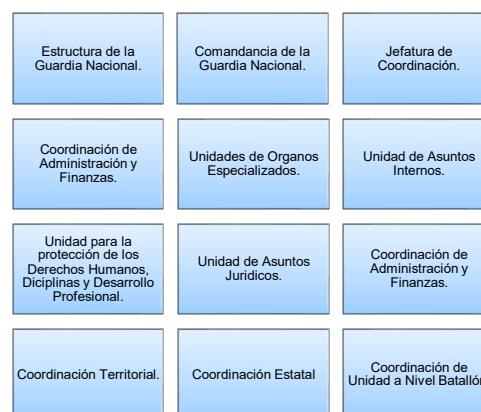 Estructura de la
Guardia Nacional.
Comandancia de la
Guardia Nacional.
Jefatura de
Coordinación.
Coordinación de
Administración y
Finanzas.
Unidades de Organos
Especializados.
Unidad de Asuntos
Internos.
Unidad para la
protección de los
Derechos Humanos,
Diciplinas y Desarrollo
Profesional.
Unidad de Asuntos
Juridicos.
Coordinación de
Administración y
Finanzas.
Coordinación Territorial.
Coordinación Estatal
Coordinación de
Unidad a Nivel Batallón